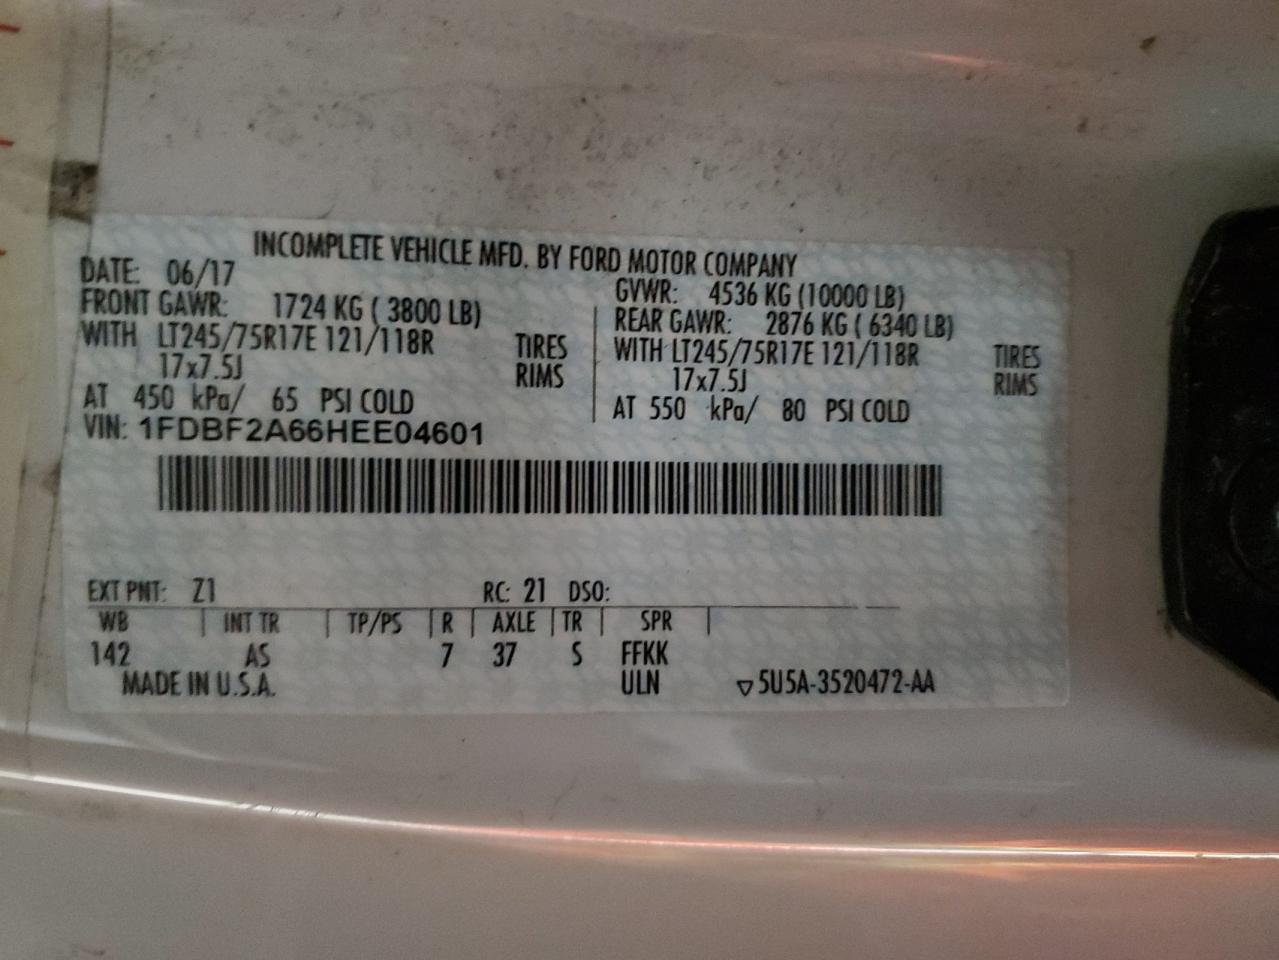 INCOMPLETE VEHICLE MFD. BY FORD MOTOR COMPANY
DATE: 06/17 GVWR: 4536 KG (10000 LB)
FRONT GAWR: 1724 KG ( 3800 LB) REAR GAWR: 2876 KG ( 6340 LB)
WITH LT245/75R17E 121/118R TIRES WITH LT245/75R17E 121/118R TIRES
17x7.5J RIMS 17x7.5J RIMS
AT 450 kPa/ 65 PSI COLD AT 550 kPa/ 80 PSI COLD
VIN: 1FDBF2A66HEE04601
EXT PNT: Z1 RC: 21 DSO:
WB INT TR TP/PS R AXLE TR SPR
142 AS 7 37 S FFKK
MADE IN U.S.A. ULN ▽5U5A-3520472-AA